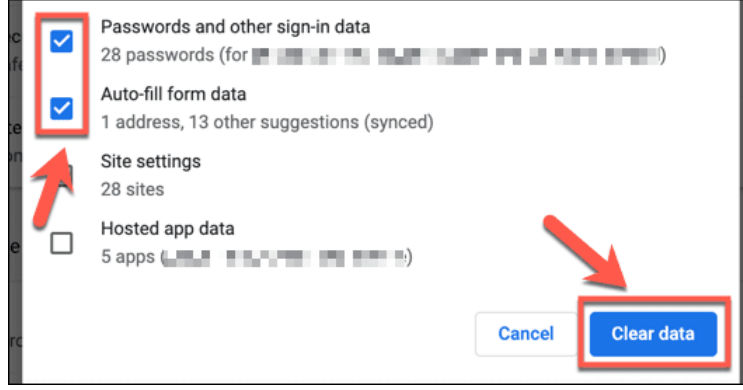 Passwords and other sign-in data
28 passwords (for )
Auto-fill form data
1 address, 13 other suggestions (synced)
Site settings
28 sites
Hosted app data
5 apps ( )
Cancel
Clear data